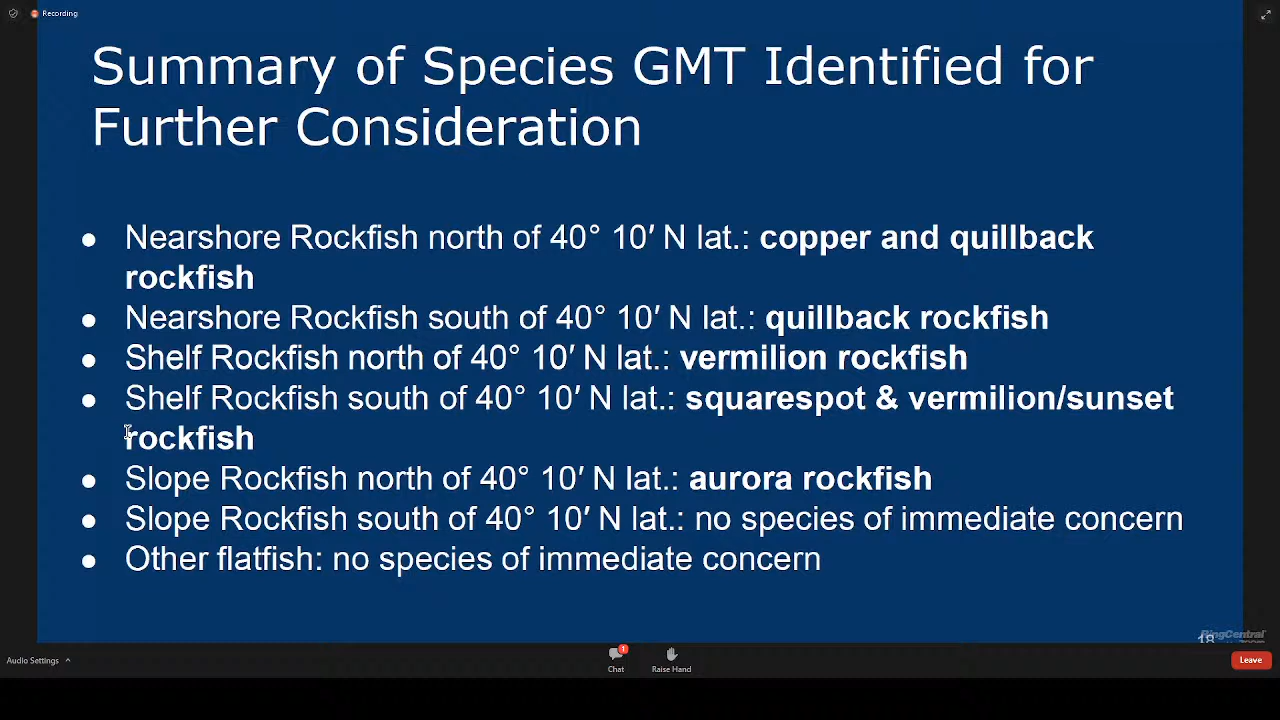 Recording
Summary of Species GMT Identified for
Further Consideration
● Nearshore Rockfish north of 40° 10′ N lat.: copper and quillback
rockfish
● Nearshore Rockfish south of 40° 10′ N lat.: quillback rockfish
● Shelf Rockfish north of 40° 10′ N lat.: vermilion rockfish
● Shelf Rockfish south of 40° 10′ N lat.: squarespot & vermilion/sunset
rockfish
● Slope Rockfish north of 40° 10′ N lat.: aurora rockfish
● Slope Rockfish south of 40° 10′ N lat.: no species of immediate concern
● Other flatfish: no species of immediate concern
18
RingCentral
Audio Settings
1
Chat
Raise Hand
Leave